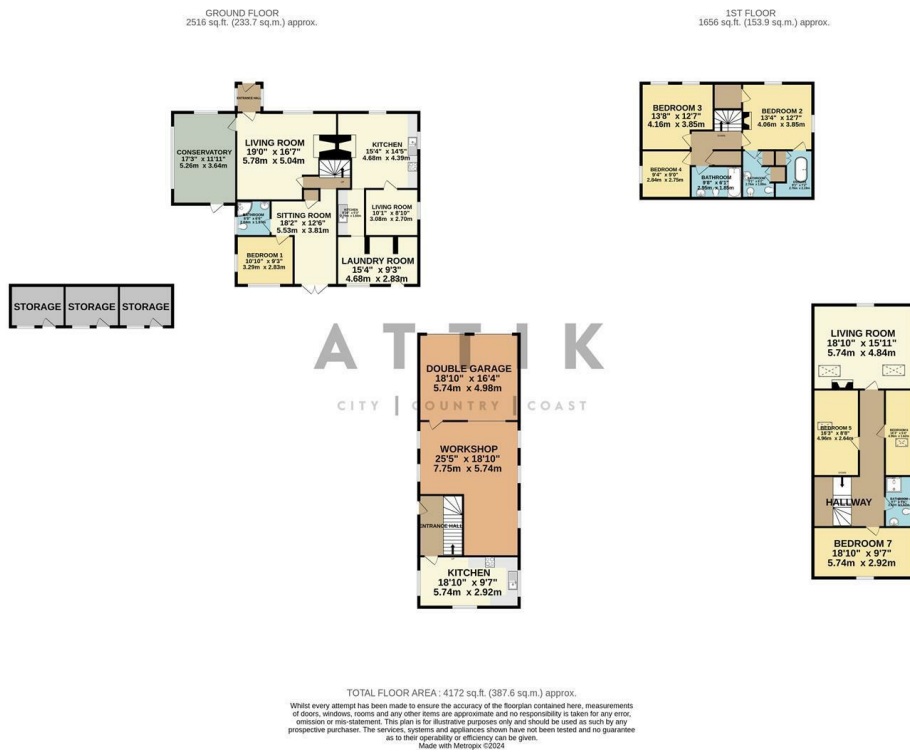 GROUND FLOOR
2516 sq.ft. (233.7 sq.m.) approx.
1ST FLOOR
1656 sq.ft. (153.9 sq.m.) approx.
ENTRANCE HALL
CONSERVATORY
17'3" x 11'11"
5.26m x 3.64m
LIVING ROOM
19'0" x 16'7"
5.78m x 5.04m
KITCHEN
15'4" x 14'5"
4.68m x 4.39m
SITTING ROOM
18'2" x 12'6"
5.53m x 3.81m
KITCHEN
LIVING ROOM
10'1" x 8'10"
3.08m x 2.70m
BATHROOM
BEDROOM 1
10'10" x 9'3"
3.29m x 2.83m
LAUNDRY ROOM
15'4" x 9'3"
4.68m x 2.83m
STORAGE
STORAGE
STORAGE
BEDROOM 3
13'8" x 12'7"
4.16m x 3.85m
BEDROOM 2
13'4" x 12'7"
4.06m x 3.85m
BEDROOM 4
9'4" x 9'0"
2.84m x 2.75m
BATHROOM
9'8" x 6'1"
2.95m x 1.85m
ATTIK
CITY | COUNTRY | COAST
DOUBLE GARAGE
18'10" x 16'4"
5.74m x 4.98m
WORKSHOP
25'5" x 18'10"
7.75m x 5.74m
ENTRANCE HALL
KITCHEN
18'10" x 9'7"
5.74m x 2.92m
LIVING ROOM
18'10" x 15'11"
5.74m x 4.84m
BEDROOM 5
16'3" x 8'8"
4.96m x 2.64m
HALLWAY
BEDROOM 7
18'10" x 9'7"
5.74m x 2.92m
TOTAL FLOOR AREA : 4172 sq.ft. (387.6 sq.m.) approx.
Whilst every attempt has been made to ensure the accuracy of the floorplan contained here, measurements
of doors, windows, rooms and any other items are approximate and no responsibility is taken for any error,
omission or mis-statement. This plan is for illustrative purposes only and should be used as such by any
prospective purchaser. The services, systems and appliances shown have not been tested and no guarantee
as to their operability or efficiency can be given.
Made with Metropix ©2024